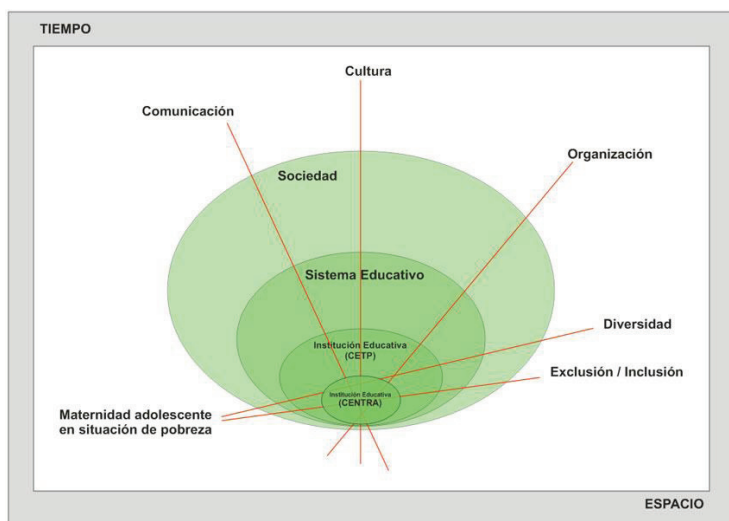 TIEMPO
Cultura
Comunicación
Organización
Sociedad
Sistema Educativo
Diversidad
Institución Educativa
(CETP)
Exclusión / Inclusión
Institución Educativa
(CENTRA)
Maternidad adolescente
en situación de pobreza
ESPACIO